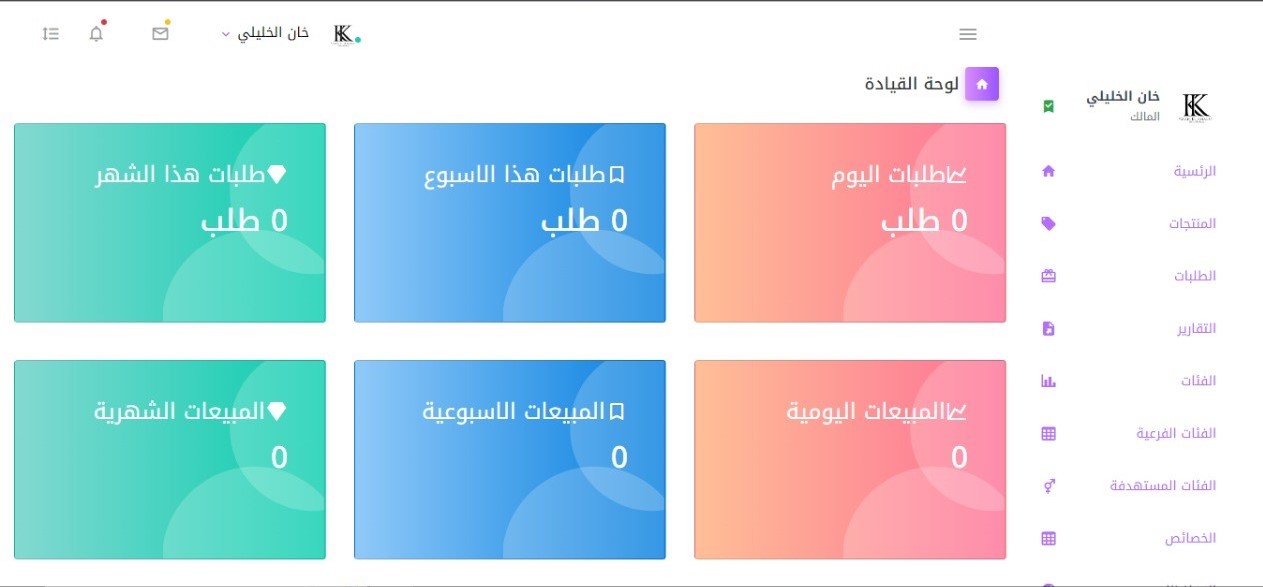 خان الخليلي
لوحة القيادة
خان الخليلي
المالك
الرئسية
المنتجات
الطلبات
التقارير
الفئات
الفئات الفرعية
الفئات المستهدفة
الخصائص
طلبات اليوم
0 طلب
طلبات هذا الاسبوع
0 طلب
طلبات هذا الشهر
0 طلب
المبيعات اليومية
0
المبيعات الاسبوعية
0
المبيعات الشهرية
0